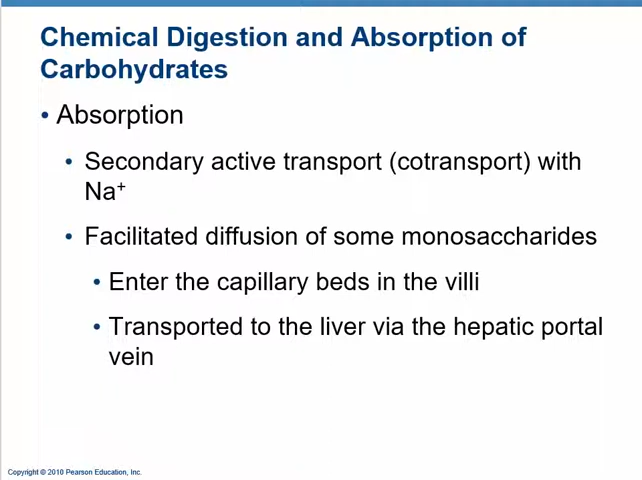 Chemical Digestion and Absorption of
Carbohydrates
• Absorption
• Secondary active transport (cotransport) with
Na⁺
• Facilitated diffusion of some monosaccharides
• Enter the capillary beds in the villi
• Transported to the liver via the hepatic portal
vein
Copyright © 2010 Pearson Education, Inc.